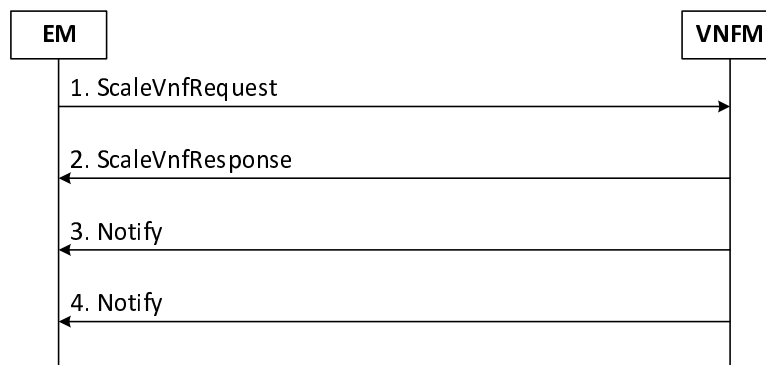 EM
VNFM
1. ScaleVnfRequest
2. ScaleVnfResponse
3. Notify
4. Notify